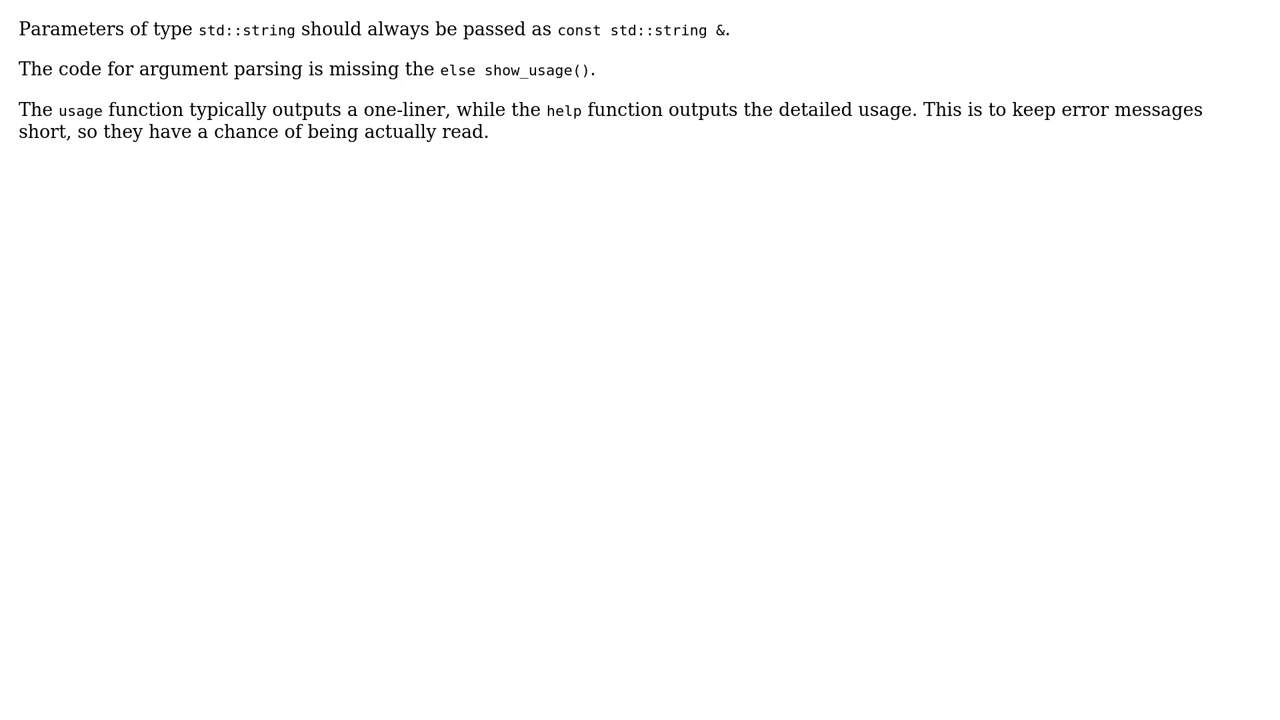 Parameters of type std::string should always be passed as const std::string &.
The code for argument parsing is missing the else show_usage().
The usage function typically outputs a one-liner, while the help function outputs the detailed usage. This is to keep error messages
short, so they have a chance of being actually read.